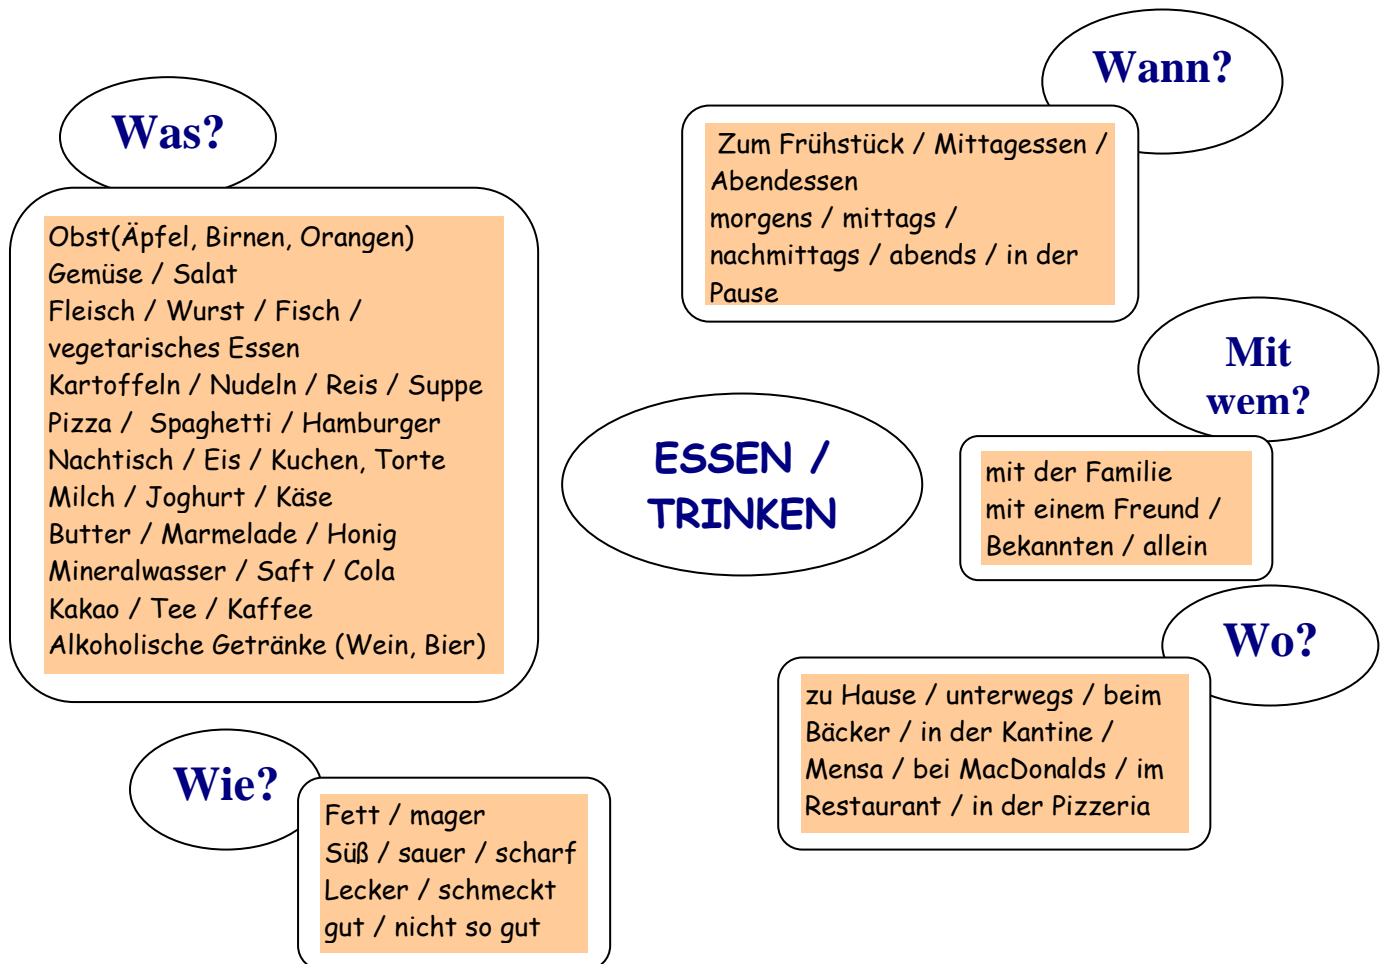 Was?
Obst(Äpfel, Birnen, Orangen)
Gemüse / Salat
Fleisch / Wurst / Fisch /
vegetarisches Essen
Kartoffeln / Nudeln / Reis / Suppe
Pizza / Spaghetti / Hamburger
Nachtisch / Eis / Kuchen, Torte
Milch / Joghurt / Käse
Butter / Marmelade / Honig
Mineralwasser / Saft / Cola
Kakao / Tee / Kaffee
Alkoholische Getränke (Wein, Bier)
Wann?
Zum Frühstück / Mittagessen /
Abendessen
morgens / mittags /
nachmittags / abends / in der
Pause
ESSEN /
TRINKEN
Mit
wem?
mit der Familie
mit einem Freund /
Bekannten / allein
Wo?
zu Hause / unterwegs / beim
Bäcker / in der Kantine /
Mensa / bei MacDonalds / im
Restaurant / in der Pizzeria
Wie?
Fett / mager
Süß / sauer / scharf
Lecker / schmeckt
gut / nicht so gut